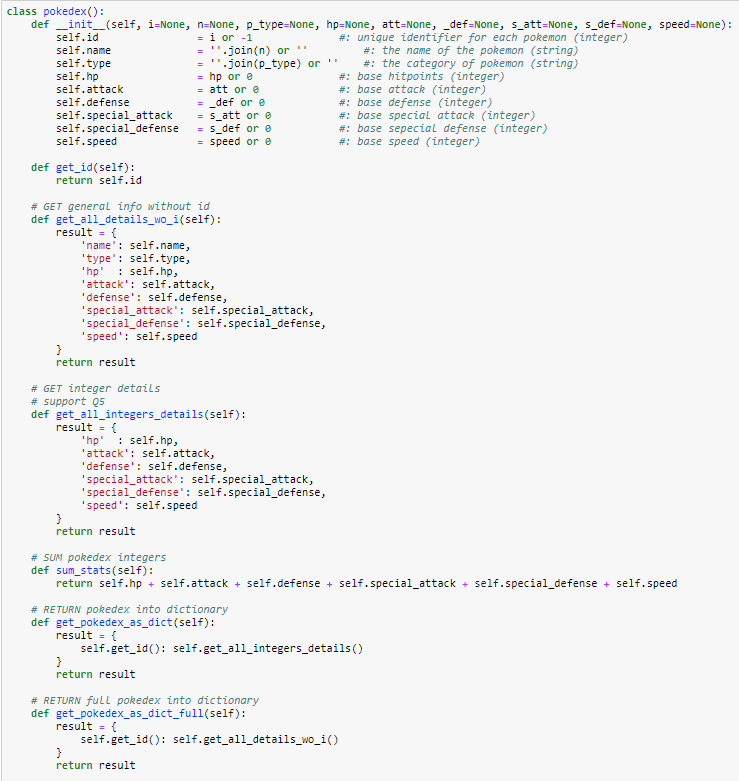 class pokedex():
    def __init__(self, i=None, n=None, p_type=None, hp=None, att=None, _def=None, s_att=None, s_def=None, speed=None):
        self.id                = i or -1              #: unique identifier for each pokemon (integer)
        self.name              = ''.join(n) or ''         #: the name of the pokemon (string)
        self.type              = ''.join(p_type) or ''    #: the category of pokemon (string)
        self.hp                = hp or 0              #: base hitpoints (integer)
        self.attack            = att or 0             #: base attack (integer)
        self.defense           = _def or 0            #: base defense (integer)
        self.special_attack    = s_att or 0           #: base special attack (integer)
        self.special_defense   = s_def or 0           #: base sepecial defense (integer)
        self.speed             = speed or 0           #: base speed (integer)

    def get_id(self):
        return self.id

    # GET general info without id
    def get_all_details_wo_i(self):
        result = {
            'name': self.name,
            'type': self.type,
            'hp'  : self.hp,
            'attack': self.attack,
            'defense': self.defense,
            'special_attack': self.special_attack,
            'special_defense': self.special_defense,
            'speed': self.speed
        }
        return result

    # GET integer details
    # support Q5
    def get_all_integers_details(self):
        result = {
            'hp'  : self.hp,
            'attack': self.attack,
            'defense': self.defense,
            'special_attack': self.special_attack,
            'special_defense': self.special_defense,
            'speed': self.speed
        }
        return result

    # SUM pokedex integers
    def sum_stats(self):
        return self.hp + self.attack + self.defense + self.special_attack + self.special_defense + self.speed

    # RETURN pokedex into dictionary
    def get_pokedex_as_dict(self):
        result = {
            self.get_id(): self.get_all_integers_details()
        }
        return result

    # RETURN full pokedex into dictionary
    def get_pokedex_as_dict_full(self):
        result = {
            self.get_id(): self.get_all_details_wo_i()
        }
        return result